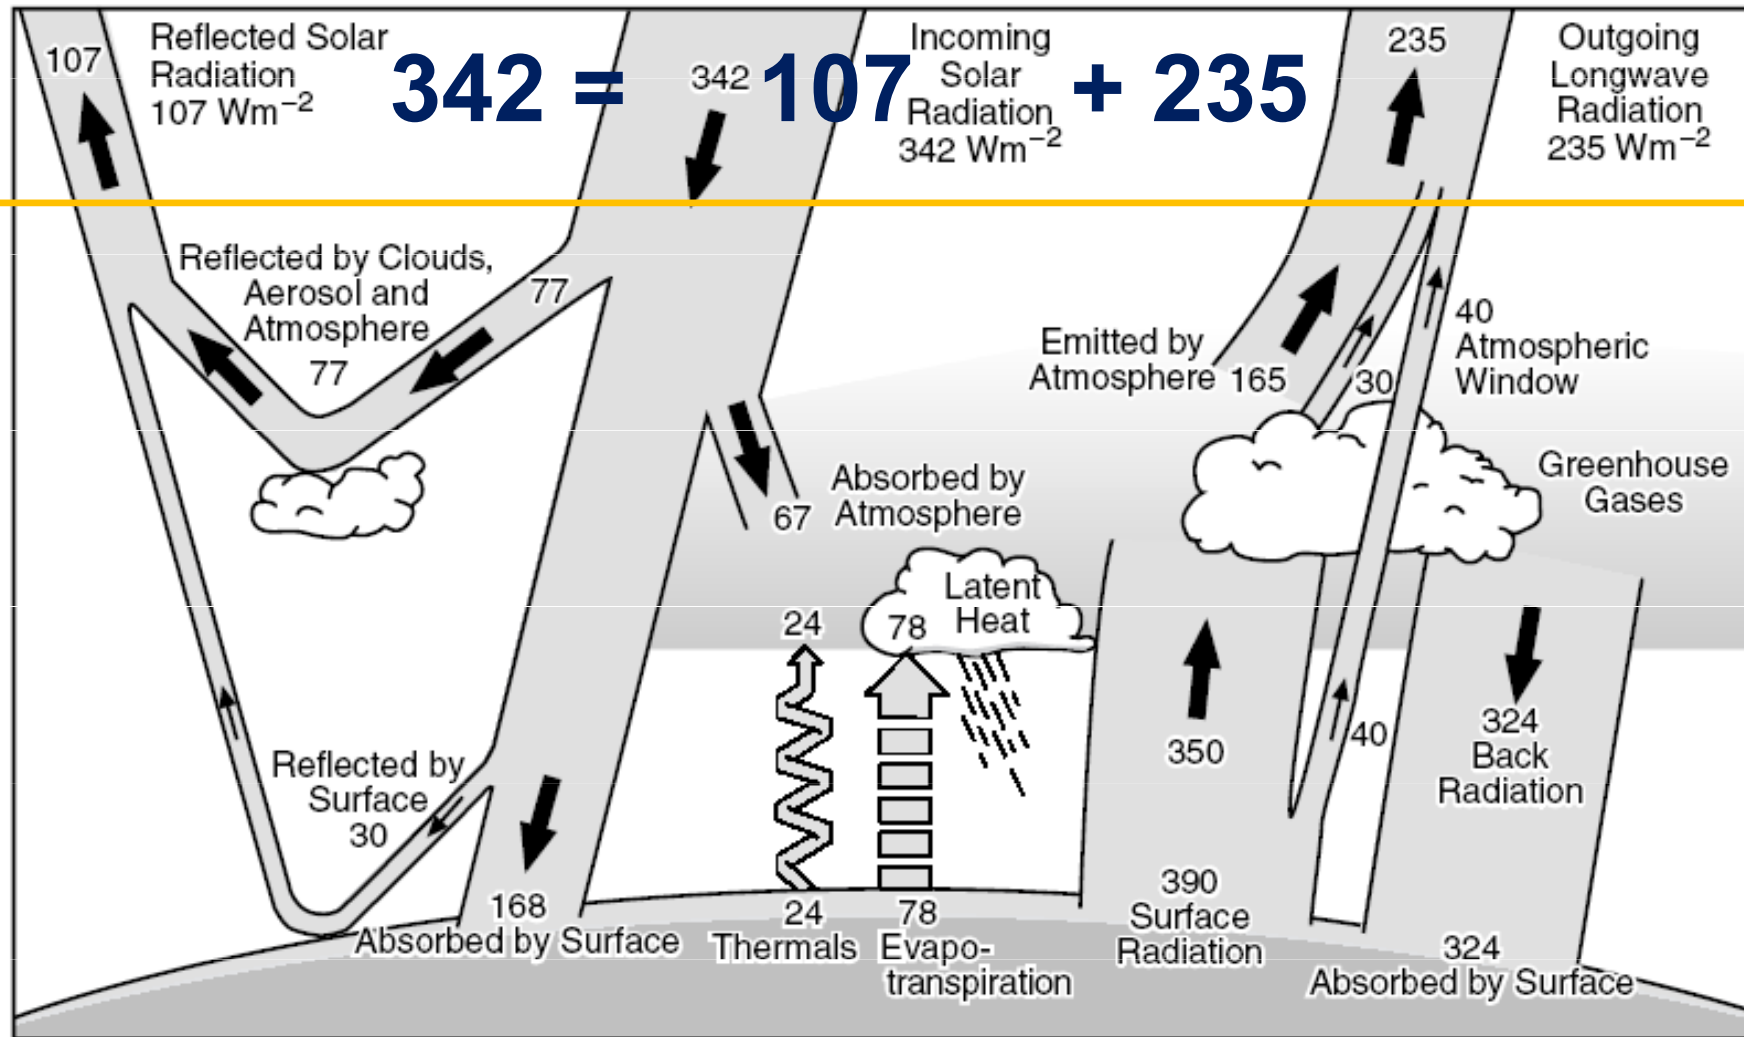 107
Reflected Solar
Radiation
107 Wm⁻²
342 = 107 + 235
342
Incoming
Solar
Radiation
342 Wm⁻²
235
Outgoing
Longwave
Radiation
235 Wm⁻²
Reflected by Clouds,
Aerosol and
Atmosphere
77
77
Emitted by
Atmosphere
165
30
40
Atmospheric
Window
Greenhouse
Gases
67
Absorbed by
Atmosphere
24
78
Latent
Heat
350
40
324
Back
Radiation
Reflected by
Surface
30
168
Absorbed by Surface
24
Thermals
78
Evapo-
transpiration
390
Surface
Radiation
324
Absorbed by Surface